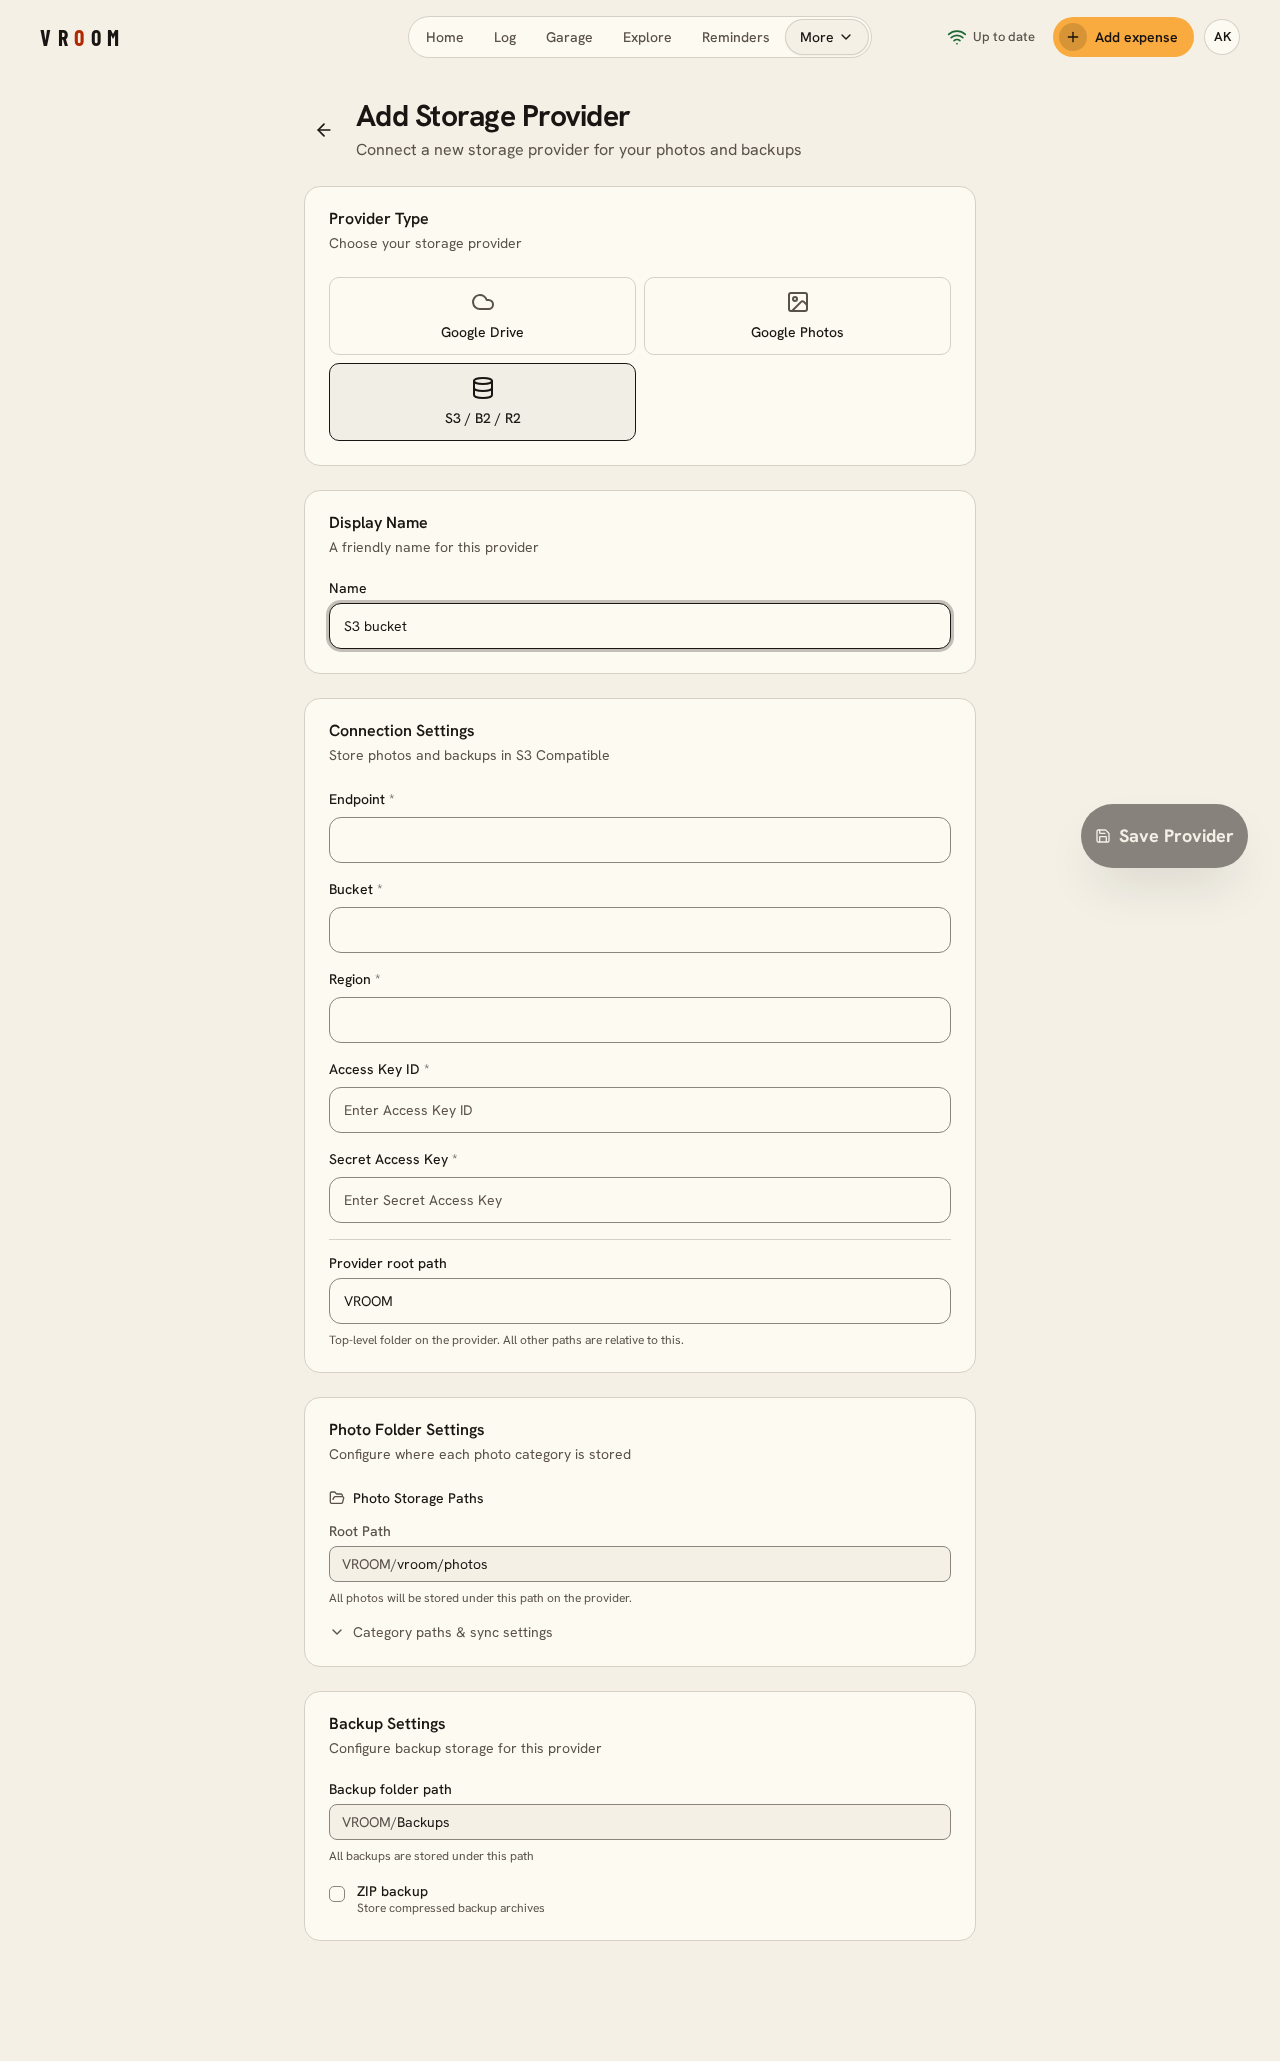 VROOM
Home
Log
Garage
Explore
Reminders
More
Up to date
Add expense
AK
Add Storage Provider
Connect a new storage provider for your photos and backups
Provider Type
Choose your storage provider
Google Drive
Google Photos
S3 / B2 / R2
Display Name
A friendly name for this provider
Name
S3 bucket
Connection Settings
Store photos and backups in S3 Compatible
Endpoint *
Bucket *
Region *
Access Key ID *
Enter Access Key ID
Secret Access Key *
Enter Secret Access Key
Provider root path
VROOM
Top-level folder on the provider. All other paths are relative to this.
Save Provider
Photo Folder Settings
Configure where each photo category is stored
Photo Storage Paths
Root Path
VROOM/vroom/photos
All photos will be stored under this path on the provider.
Category paths & sync settings
Backup Settings
Configure backup storage for this provider
Backup folder path
VROOM/Backups
All backups are stored under this path
ZIP backup
Store compressed backup archives